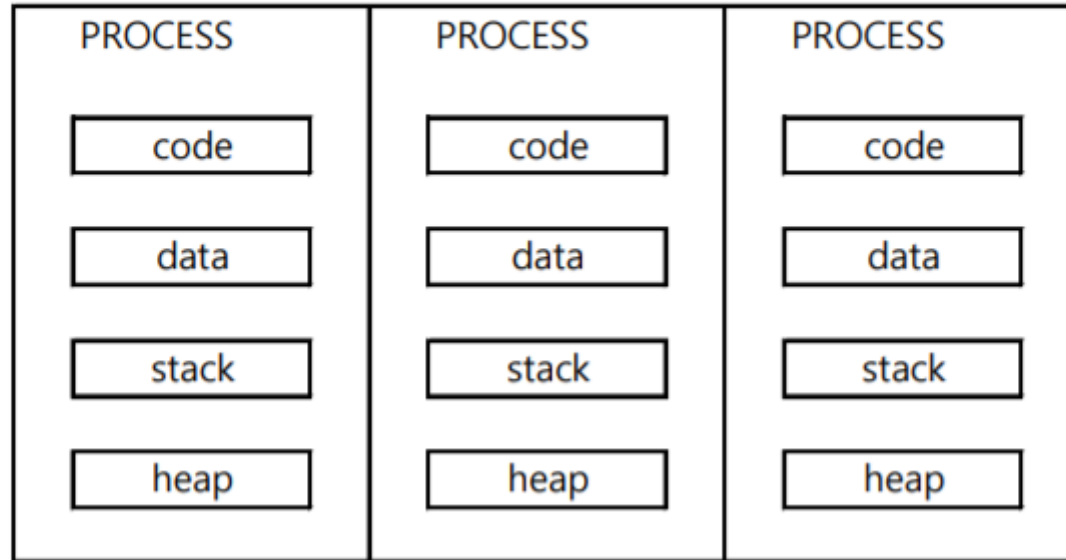 PROCESS PROCESS PROCESS
code code code
data data data
stack stack stack
heap heap heap